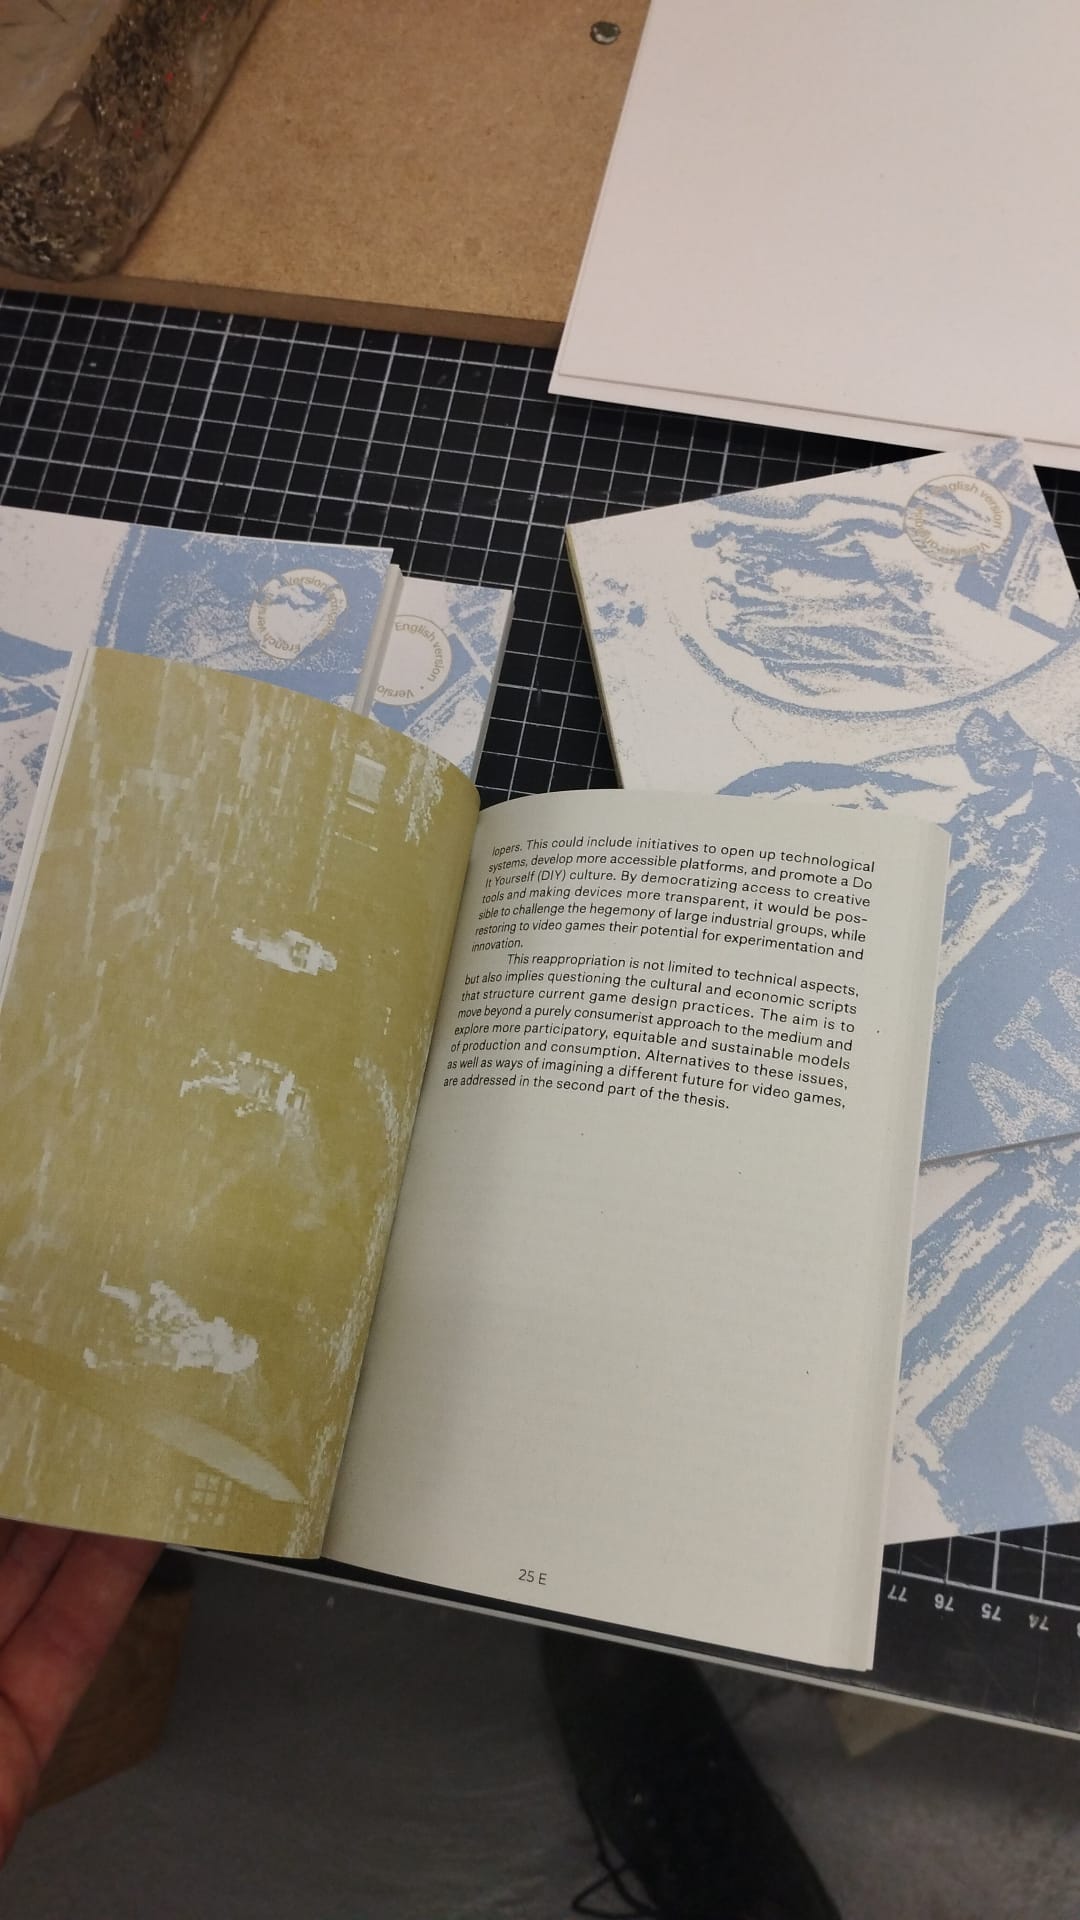 English version
French version
English version
lopers. This could include initiatives to open up technological
systems, develop more accessible platforms, and promote a Do
It Yourself (DIY) culture. By democratizing access to creative
tools and making devices more transparent, it would be pos-
sible to challenge the hegemony of large industrial groups, while
restoring to video games their potential for experimentation and
innovation.
This reappropriation is not limited to technical aspects,
but also implies questioning the cultural and economic scripts
that structure current game design practices. The aim is to
move beyond a purely consumerist approach to the medium and
explore more participatory, equitable and sustainable models
of production and consumption. Alternatives to these issues,
as well as ways of imagining a different future for video games,
are addressed in the second part of the thesis.
25 E
77 76 75 74